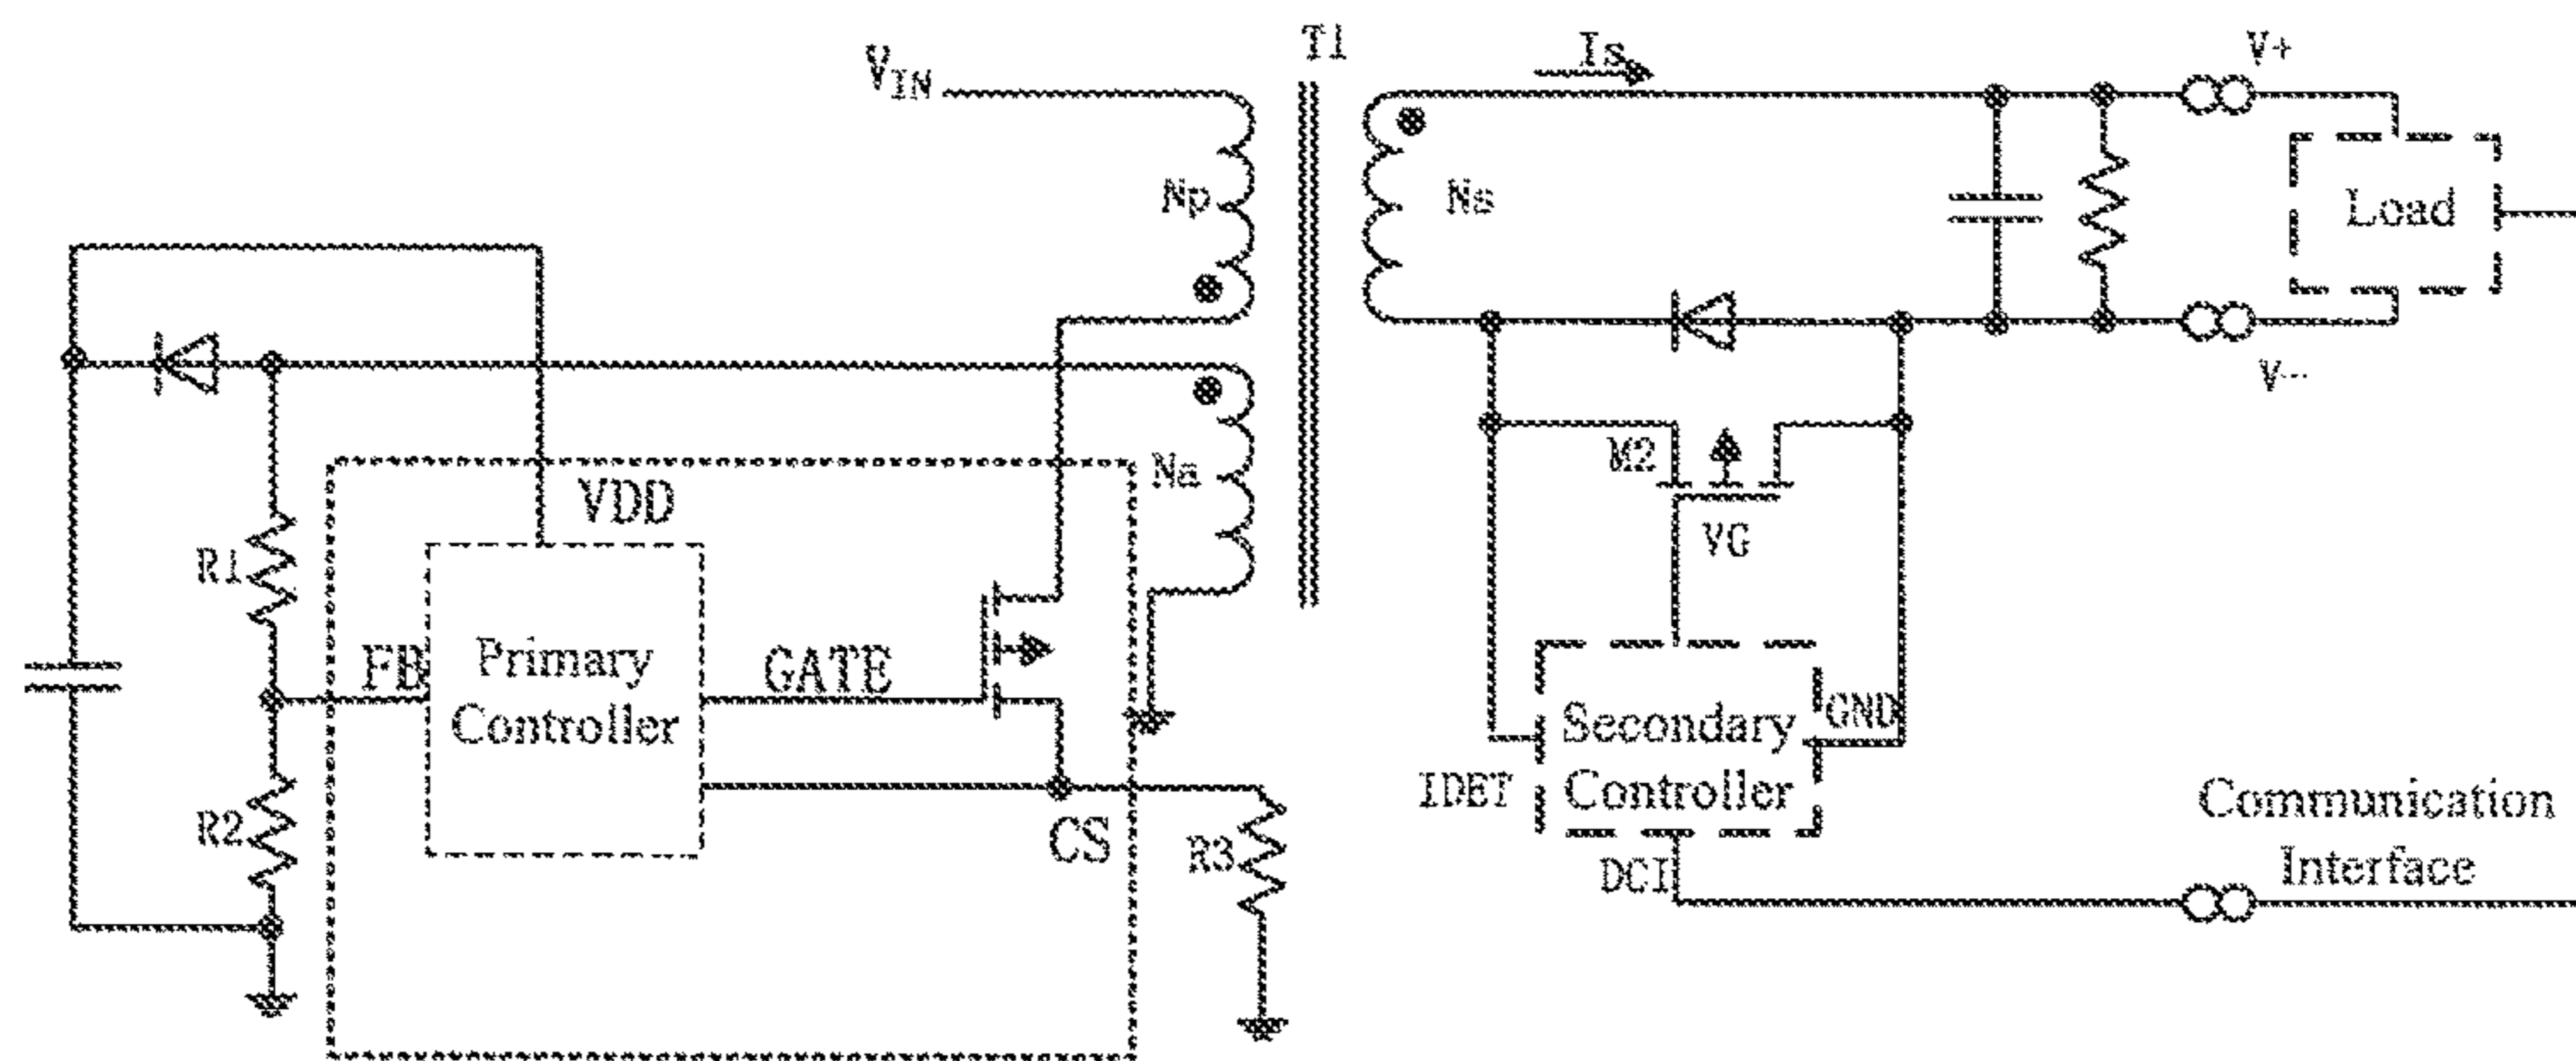 T1
Is
V+
VIN
Np
Ns
Load
V-
VDD
Na
M2
VG
R1
FB
Primary
Controller
GATE
Secondary
Controller
GND
IDET
R2
CS
R3
DCI
Communication
Interface